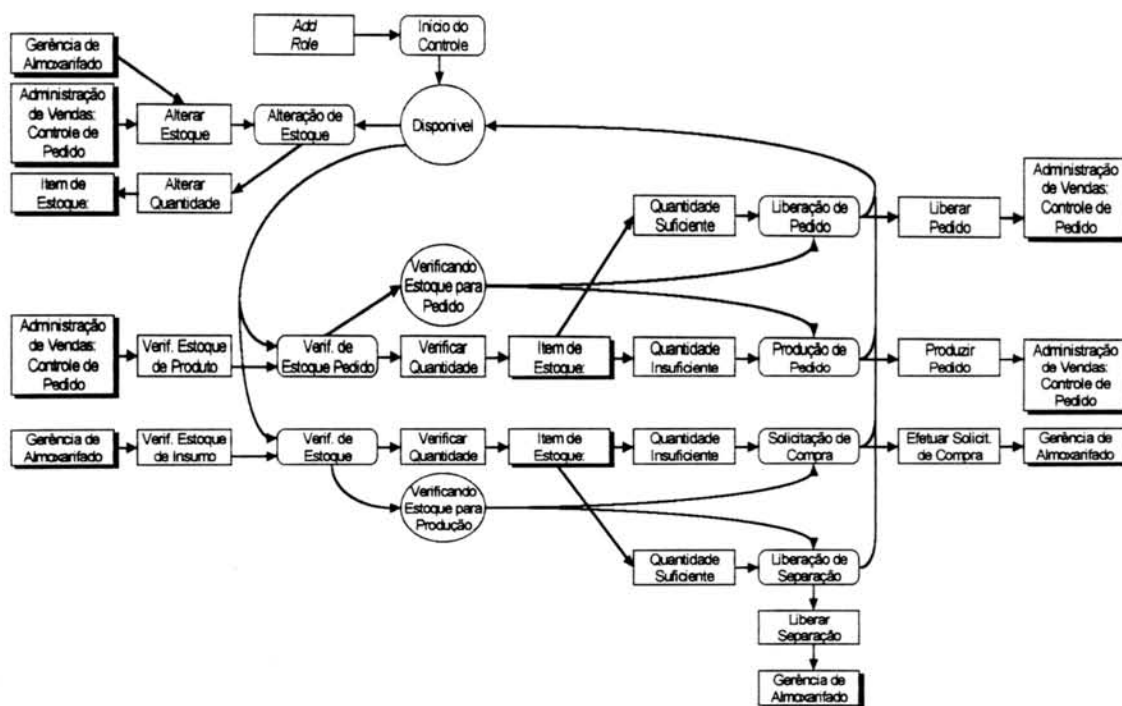 Add
Role
Inicio do
Controle
Gerência de
Almoxarifado
Administração
de Vendas:
Controle de
Pedido
Alterar
Estoque
Alteração de
Estoque
Disponível
Item de
Estoque:
Alterar
Quantidade
Quantidade
Suficiente
Liberação de
Pedido
Liberar
Pedido
Administração
de Vendas:
Controle de
Pedido
Verificando
Estoque para
Pedido
Administração
de Vendas:
Controle de
Pedido
Verif. Estoque
de Produto
Verif. de
Estoque Pedido
Verificar
Quantidade
Item de
Estoque:
Quantidade
Insuficiente
Produção de
Pedido
Produzir
Pedido
Administração
de Vendas:
Controle de
Pedido
Gerência de
Almoxarifado
Verif. Estoque
de Insumo
Verif. de
Estoque
Verificar
Quantidade
Item de
Estoque:
Quantidade
Insuficiente
Solicitação de
Compra
Efetuar Solicit.
de Compra
Gerência de
Almoxarifado
Verificando
Estoque para
Produção
Quantidade
Suficiente
Liberação de
Separação
Liberar
Separação
Gerência de
Almoxarifado